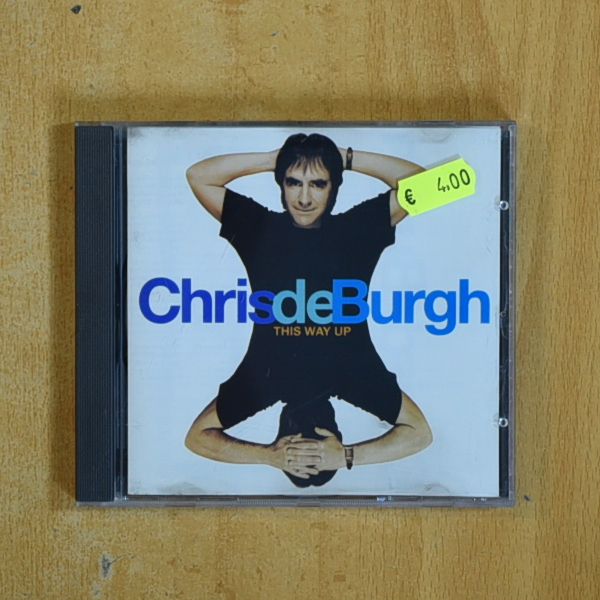 € 4,00
ChrisdeBurgh
THIS WAY UP